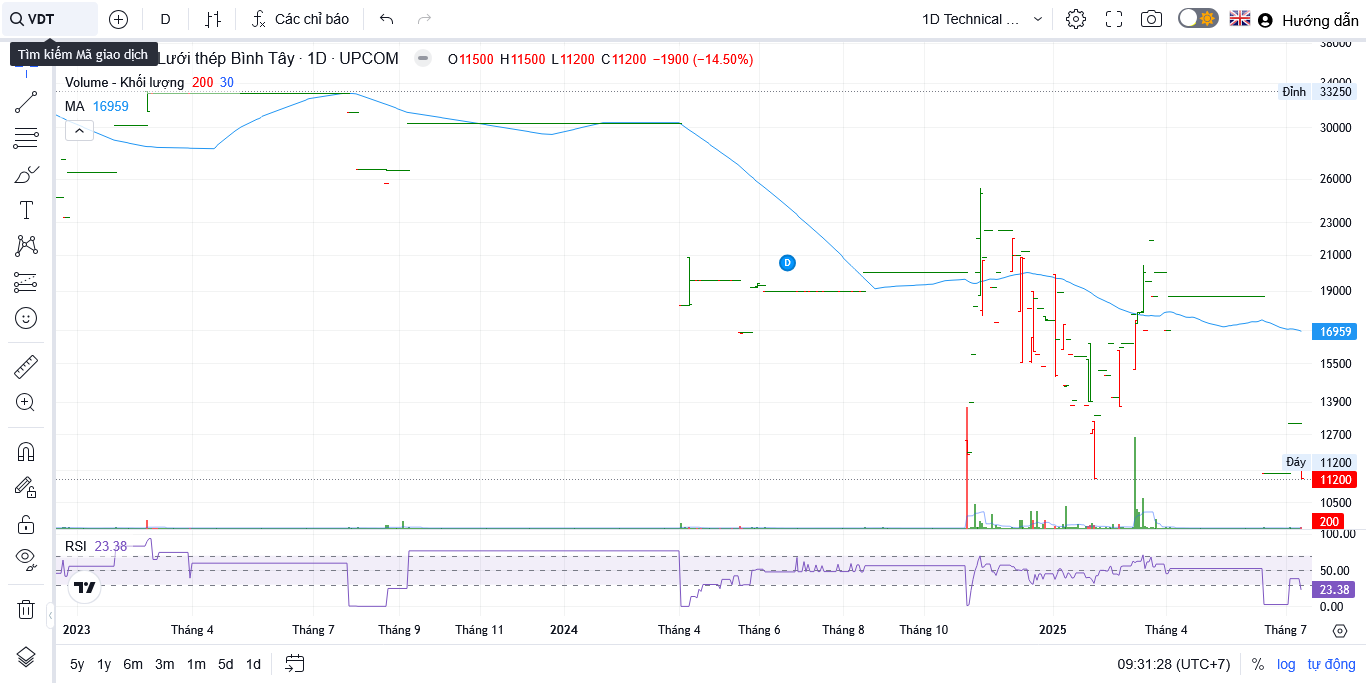 VDT
D
Các chỉ báo
1D Technical ...
Hướng dẫn
Tìm kiếm Mã giao dịch
Lưới thép Bình Tây · 1D · UPCOM
O11500 H11500 L11200 C11200 −1900 (−14.50%)
Volume - Khối lượng 200 30
MA 16959
38000
34000
Đỉnh 33250
30000
26000
23000
21000
D
19000
16959
15500
13900
12700
Đáy 11200
11200
10500
200
100.00
RSI 23.38
50.00
23.38
0.00
2023 Tháng 4 Tháng 7 Tháng 9 Tháng 11 2024 Tháng 4 Tháng 6 Tháng 8 Tháng 10 2025 Tháng 4 Tháng 7
5y 1y 6m 3m 1m 5d 1d
09:31:28 (UTC+7) % log tự động